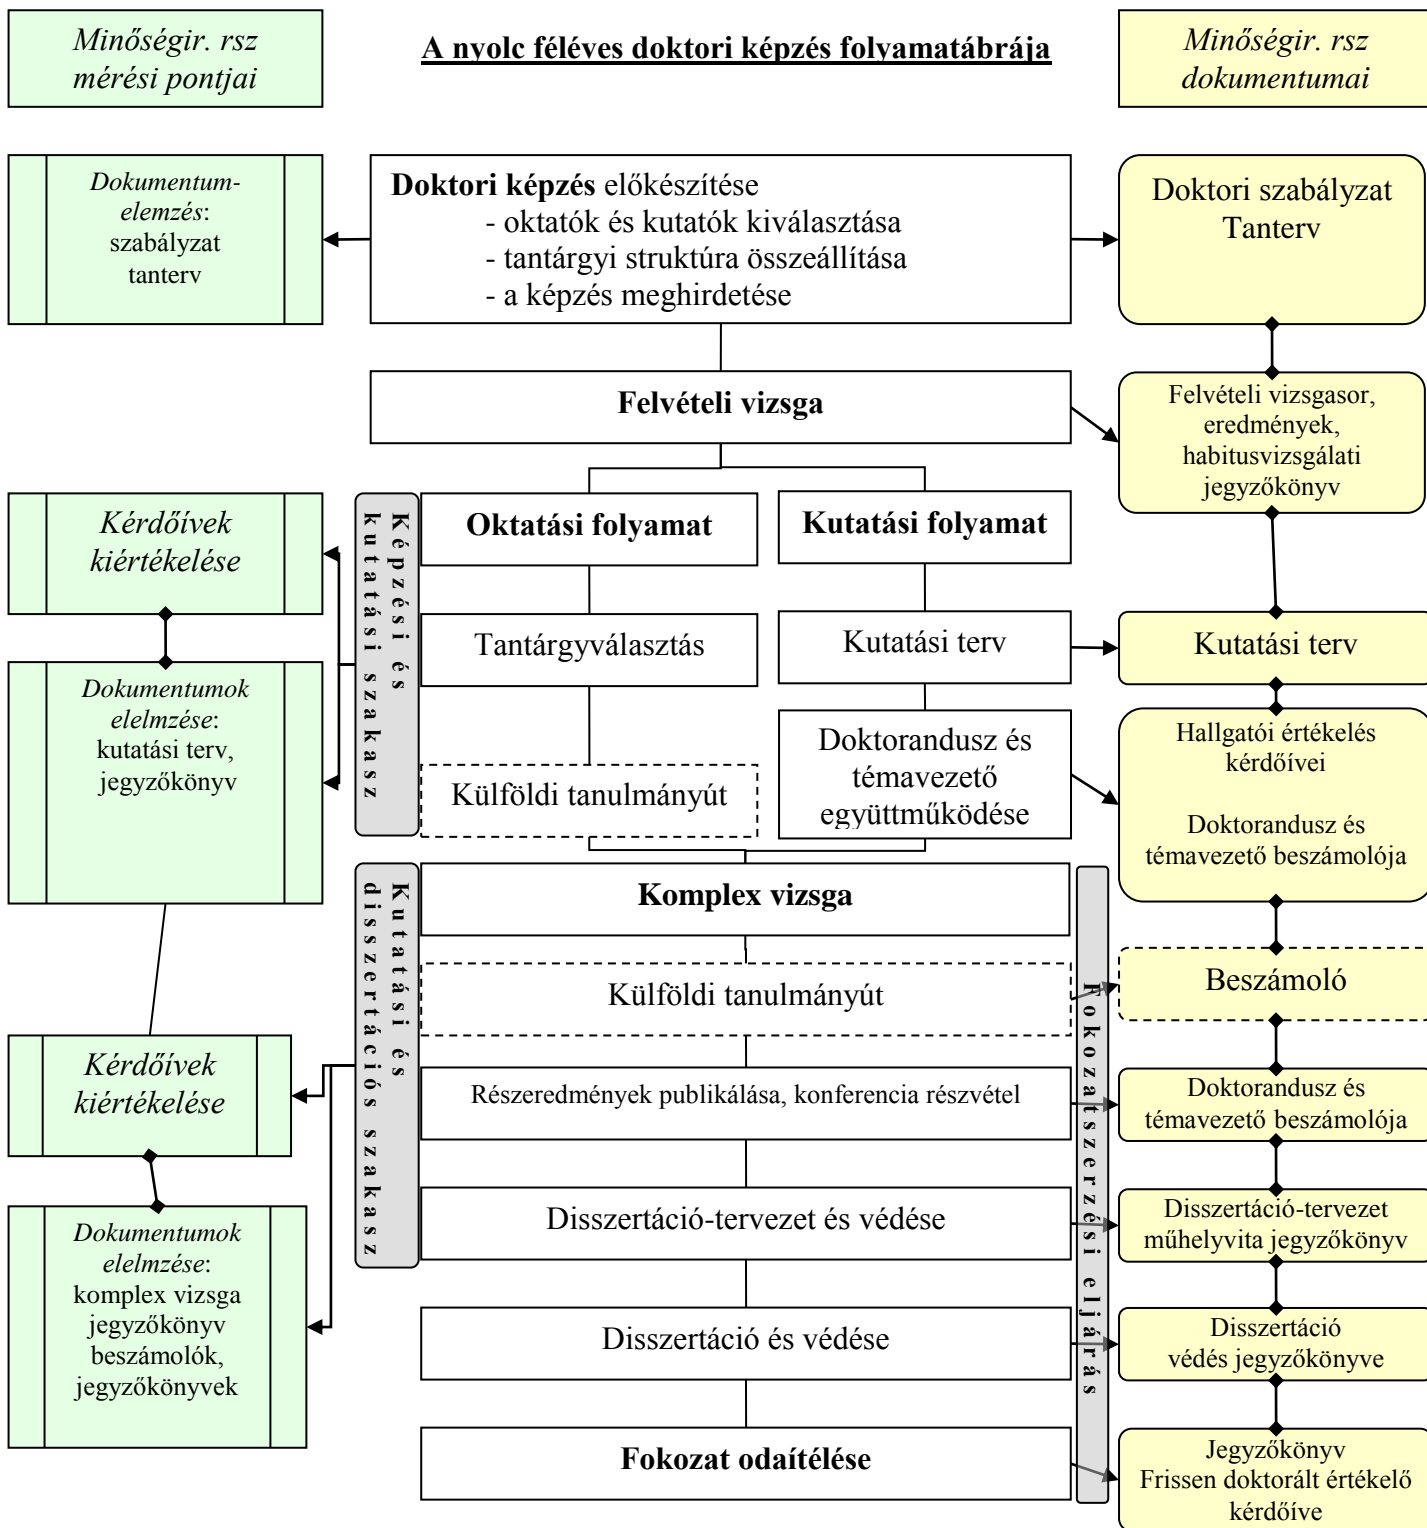 Minőségir. rsz
mérési pontjai
A nyolc féléves doktori képzés folyamatábrája
Minőségir. rsz
dokumentumai
Dokumentum-
elemzés:
szabályzat
tanterv
Doktori képzés előkészítése
- oktatók és kutatók kiválasztása
- tantárgyi struktúra összeállítása
- a képzés meghirdetése
Doktori szabályzat
Tanterv
Felvételi vizsga
Felvételi vizsgasor,
eredmények,
habitusvizsgálati
jegyzőkönyv
Kérdőívek
kiértékelése
Képzési és
kutatási szakasz
Oktatási folyamat
Kutatási folyamat
Tantárgyválasztás
Kutatási terv
Kutatási terv
Dokumentumok
elelmzése:
kutatási terv,
jegyzőkönyv
Külföldi tanulmányút
Doktorandusz és
témavezető
együttműködése
Hallgatói értékelés
kérdőívei
Doktorandusz és
témavezető beszámolója
Kutatási és
disszertációs szakasz
Komplex vizsga
Fokozatszerzési eljárás
Külföldi tanulmányút
Beszámoló
Kérdőívek
kiértékelése
Részeredmények publikálása, konferencia részvétel
Doktorandusz és
témavezető beszámolója
Dokumentumok
elelmzése:
komplex vizsga
jegyzőkönyv
beszámolók,
jegyzőkönyvek
Disszertáció-tervezet és védése
Disszertáció-tervezet
műhelyvita jegyzőkönyv
Disszertáció és védése
Disszertáció
védés jegyzőkönyve
Fokozat odaítélése
Jegyzőkönyv
Frissen doktorált értékelő
kérdőíve